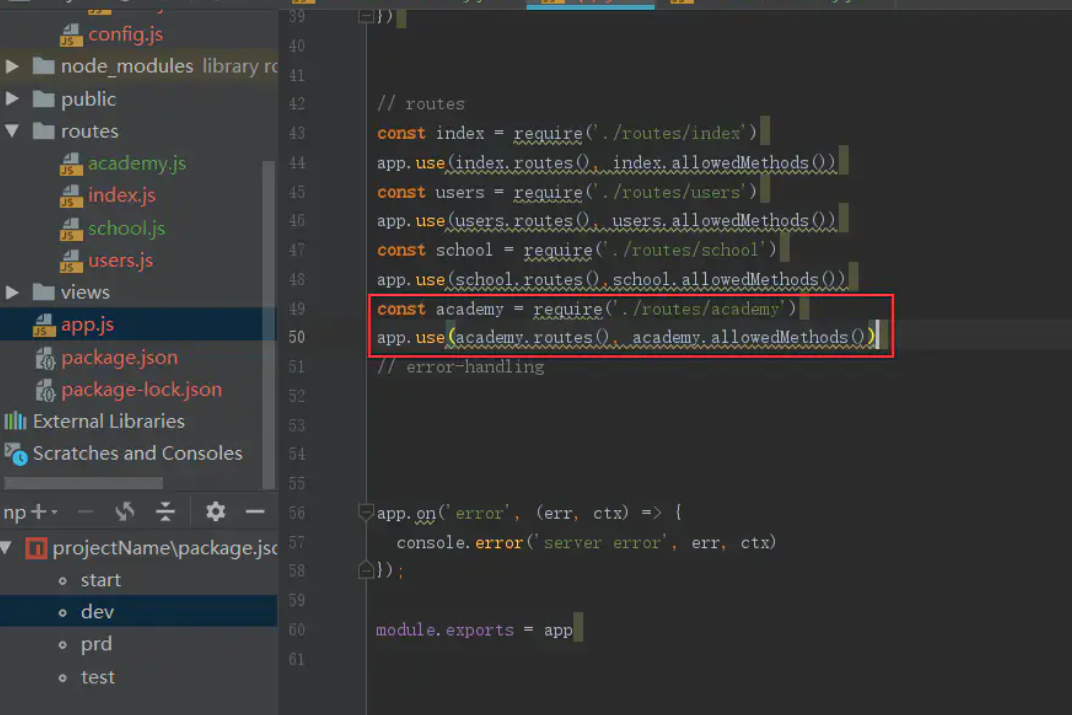 config.js
node_modules library ro
public
routes
academy.js
index.js
school.js
users.js
views
app.js
package.json
package-lock.json
External Libraries
Scratches and Consoles
np
projectName\package.jsc
start
dev
prd
test
39 })
40
41
42 // routes
43 const index = require('./routes/index')
44 app.use(index.routes(), index.allowedMethods())
45 const users = require('./routes/users')
46 app.use(users.routes(), users.allowedMethods())
47 const school = require('./routes/school')
48 app.use(school.routes(),school.allowedMethods())
49 const academy = require('./routes/academy')
50 app.use(academy.routes(), academy.allowedMethods())
51 // error-handling
52
53
54
55
56 app.on('error', (err, ctx) => {
57 console.error('server error', err, ctx)
58 });
59
60 module.exports = app
61